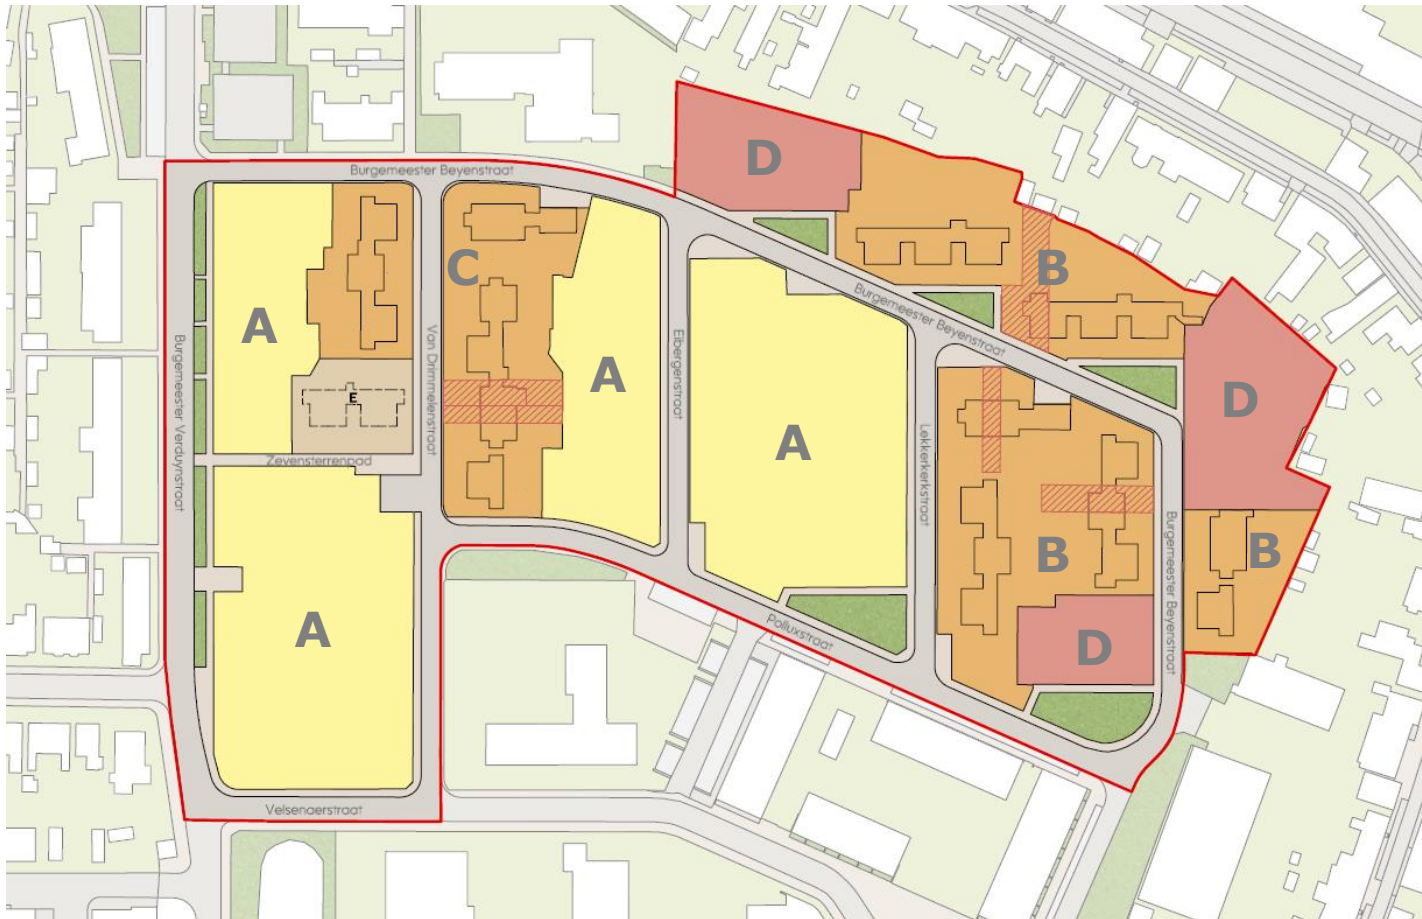 D
Burgemeester Beyenstraat
C
B
Burgemeester Beyenstraat
A
Burgemeester Verduynstraat
Van Drimmelenstraat
Eibergenstraat
A
E
D
A
Zevensterrenpad
Lekkerkerkstraat
B
B
Burgemeester Beyenstraat
A
Polluxstraat
D
Velsenaerstraat